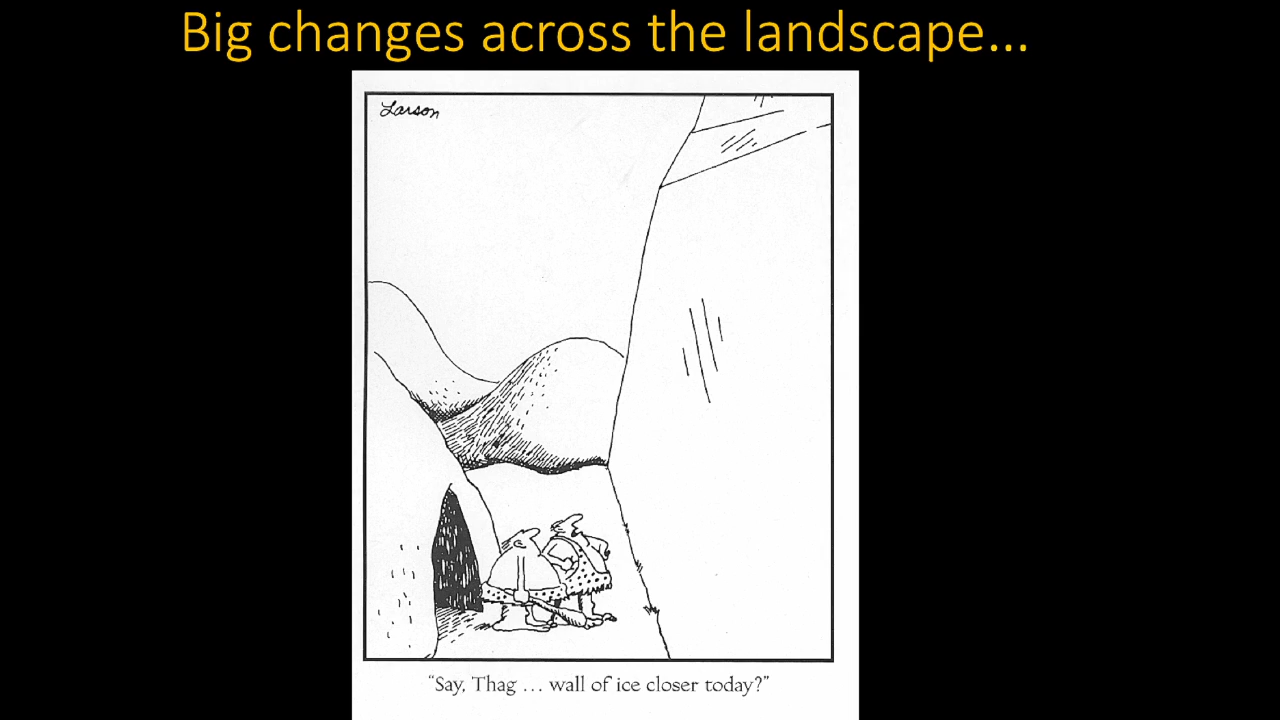 Big changes across the landscape...
Larson
“Say, Thag ... wall of ice closer today?”